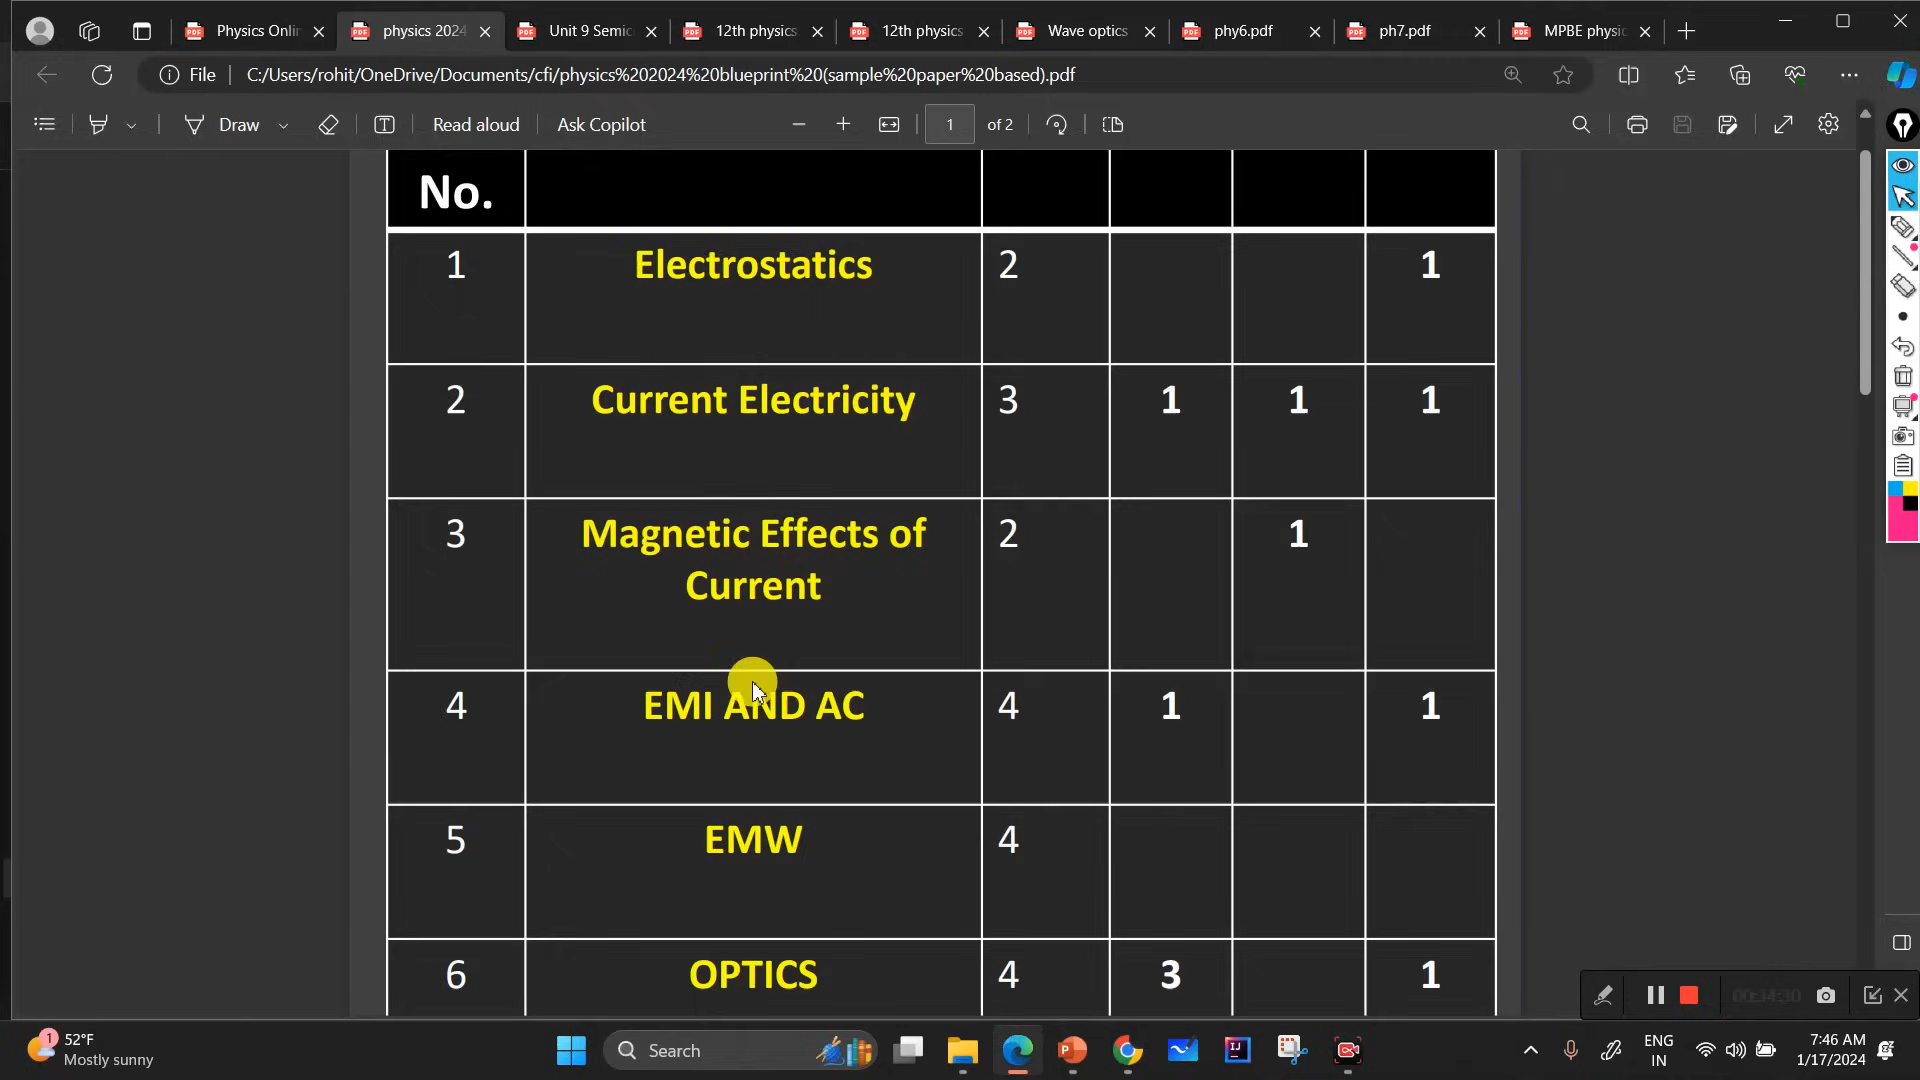 Physics Onlir
physics 2024
Unit 9 Semic
12th physics
12th physics
Wave optics
phy6.pdf
ph7.pdf
MPBE physic
File
C:/Users/rohit/OneDrive/Documents/cfi/physics%202024%20blueprint%20(sample%20paper%20based).pdf
Draw
Read aloud
Ask Copilot
1 of 2
No.
1 Electrostatics 2 1
2 Current Electricity 3 1 1 1
3 Magnetic Effects of 2 1
Current
4 EMI AND AC 4 1 1
5 EMW 4
6 OPTICS 4 3 1
00:34:30
1
52°F
Mostly sunny
Search
ENG
IN
7:46 AM
1/17/2024